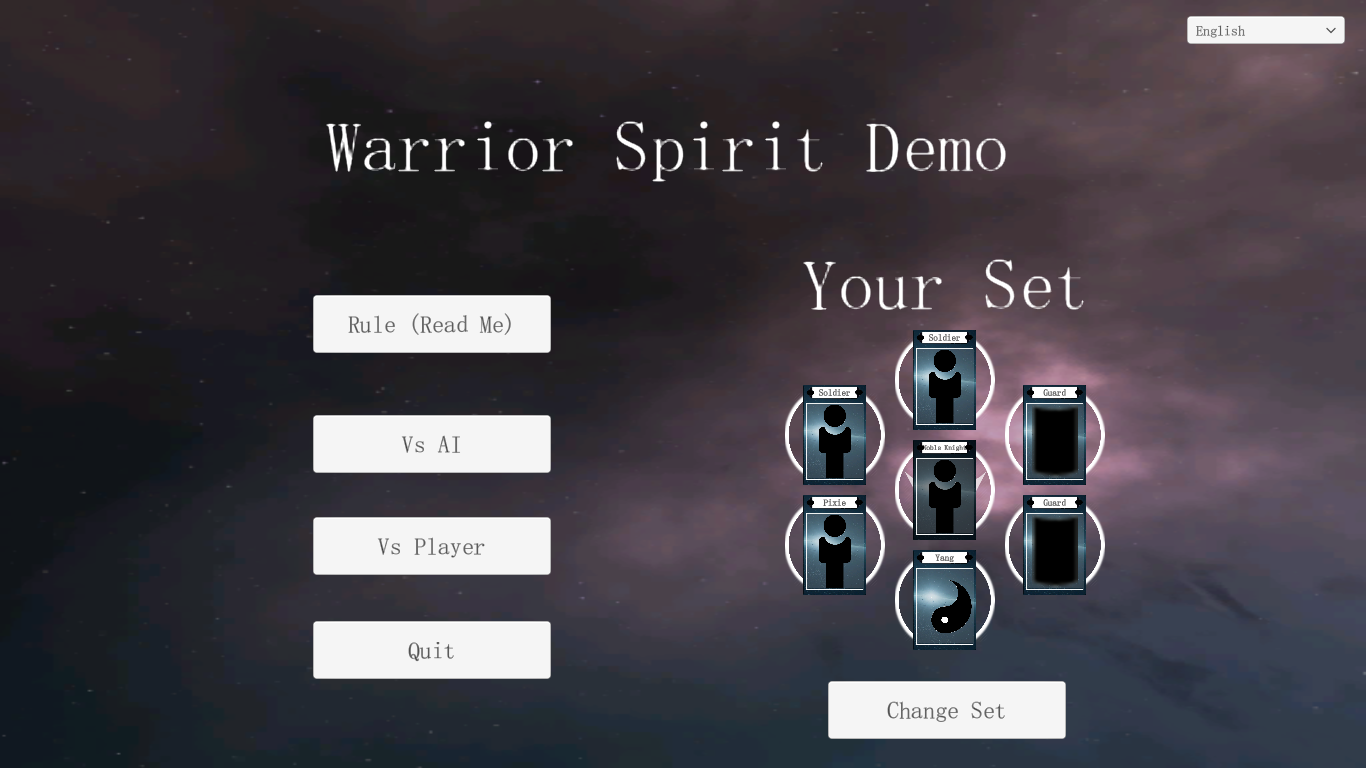 English
Warrior Spirit Demo
Your Set
Rule (Read Me)
Vs AI
Vs Player
Quit
Soldier
Soldier
Guard
Noble Knight
Pixie
Guard
Yang
Change Set